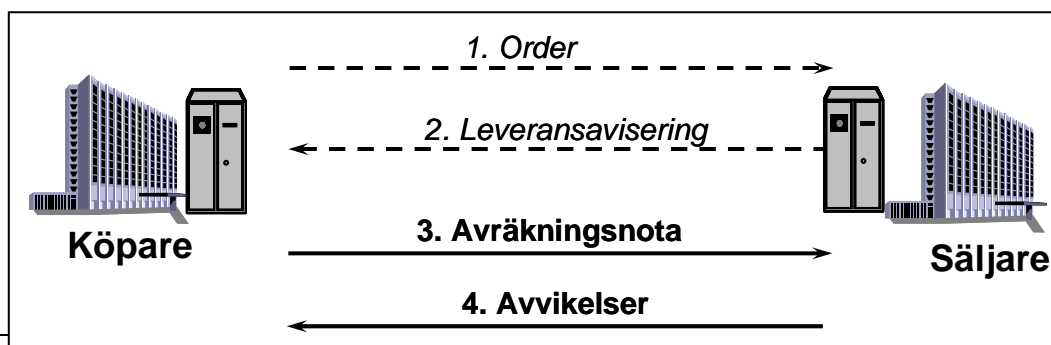 1. Order
2. Leveransavisering
Köpare
3. Avräkningsnota
Säljare
4. Avvikelser